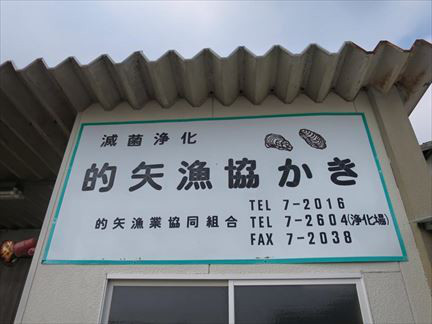 滅菌浄化
的矢漁協かき
TEL 7-2016
的矢漁業協同組合 TEL 7-2604(浄化場)
FAX 7-2038